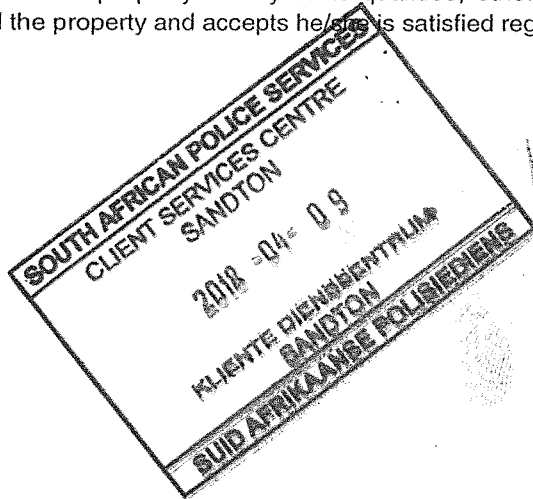 the property and accepts he/she is satisfied reg
SOUTH AFRICAN POLICE SERVICES
CLIENT SERVICES CENTRE
SANDTON
2018 -04- 09
KLIENTE DIENSSENTRUM
SANDTON
SUID AFRIKAANSE POLISIEDIENS